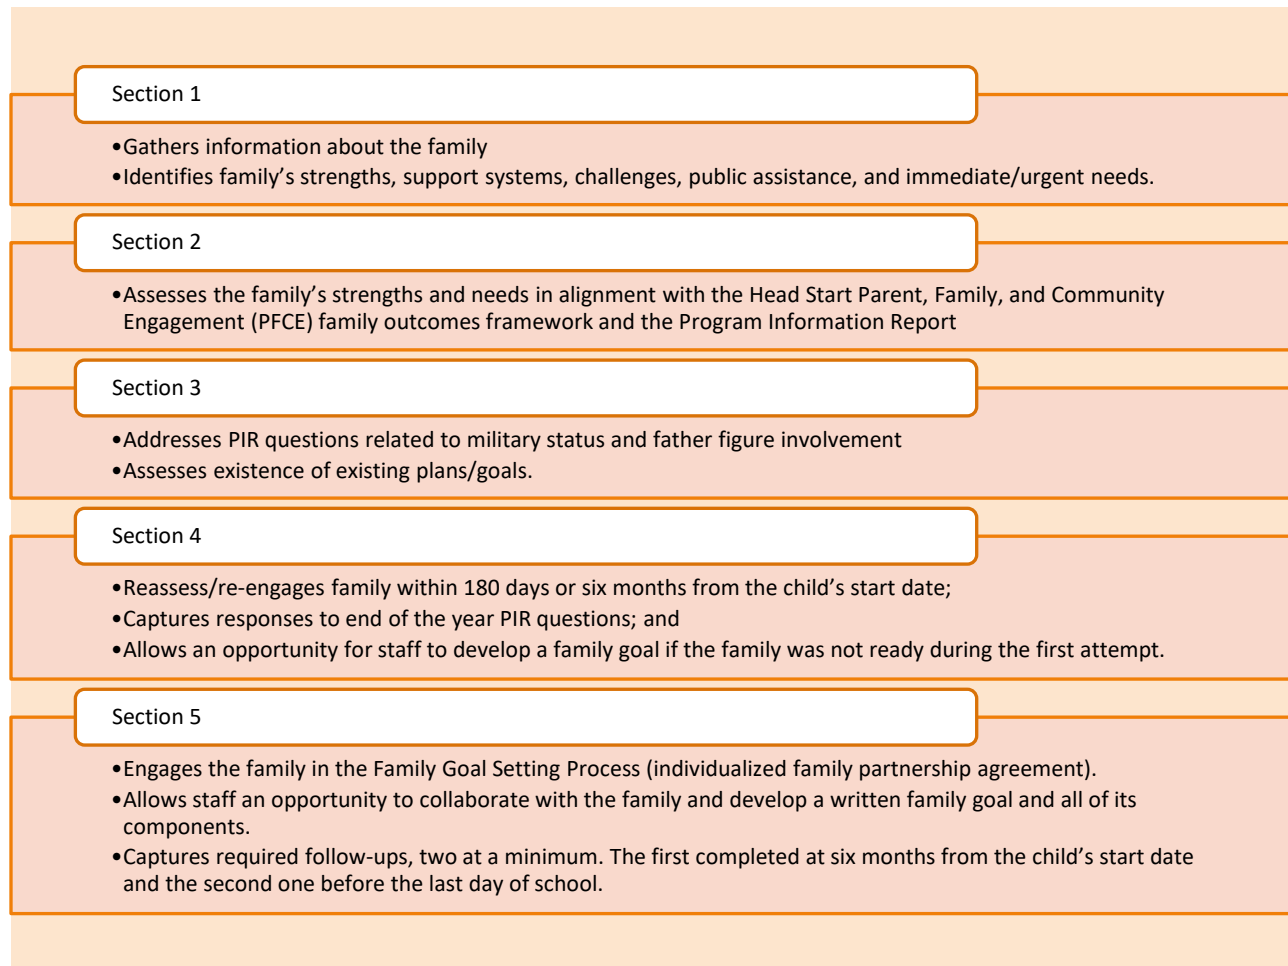 Section 1
•Gathers information about the family
•Identifies family’s strengths, support systems, challenges, public assistance, and immediate/urgent needs.
Section 2
•Assesses the family’s strengths and needs in alignment with the Head Start Parent, Family, and Community
Engagement (PFCE) family outcomes framework and the Program Information Report
Section 3
•Addresses PIR questions related to military status and father figure involvement
•Assesses existence of existing plans/goals.
Section 4
•Reassess/re-engages family within 180 days or six months from the child’s start date;
•Captures responses to end of the year PIR questions; and
•Allows an opportunity for staff to develop a family goal if the family was not ready during the first attempt.
Section 5
•Engages the family in the Family Goal Setting Process (individualized family partnership agreement).
•Allows staff an opportunity to collaborate with the family and develop a written family goal and all of its
components.
•Captures required follow-ups, two at a minimum. The first completed at six months from the child’s start date
and the second one before the last day of school.